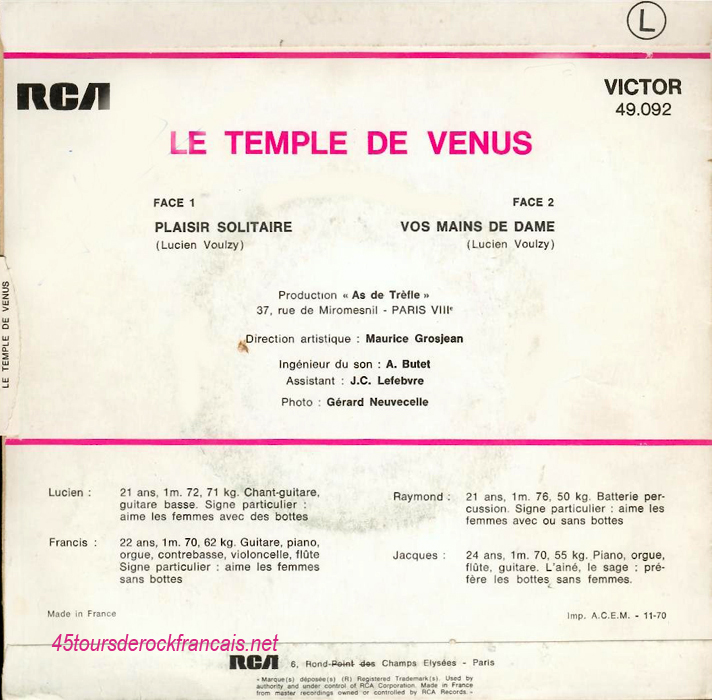 L
RCA
VICTOR
49.092
LE TEMPLE DE VENUS
FACE 1
PLAISIR SOLITAIRE
(Lucien Voulzy)
FACE 2
VOS MAINS DE DAME
(Lucien Voulzy)
LE TEMPLE DE VENUS
Production « As de Trèfle »
37, rue de Miromesnil - PARIS VIIIe
Direction artistique : Maurice Grosjean
Ingénieur du son : A. Butet
Assistant : J.C. Lefebvre
Photo : Gérard Neuvecelle
Lucien : 21 ans, 1m. 72, 71 kg. Chant-guitare,
guitare basse. Signe particulier :
aime les femmes avec des bottes
Francis : 22 ans, 1m. 70, 62 kg. Guitare, piano,
orgue, contrebasse, violoncelle, flûte
Signe particulier : aime les femmes
sans bottes
Raymond : 21 ans, 1m. 76, 50 kg. Batterie per-
cussion. Signe particulier : aime les
femmes avec ou sans bottes
Jacques : 24 ans, 1m. 70, 55 kg. Piano, orgue,
flûte, guitare. L'ainé, le sage : pré-
fère les bottes sans femmes.
Made in France
Imp. A.C.E.M. - 11-70
45toursderockfrancais.net
RCA 6, Rond-Point des Champs Elysées - Paris
- Marque(s) déposée(s) (R) Registered Trademark(s). Used by
authority and under control of RCA Corporation. Made in France
from master recordings owned or controlled by RCA Records. -